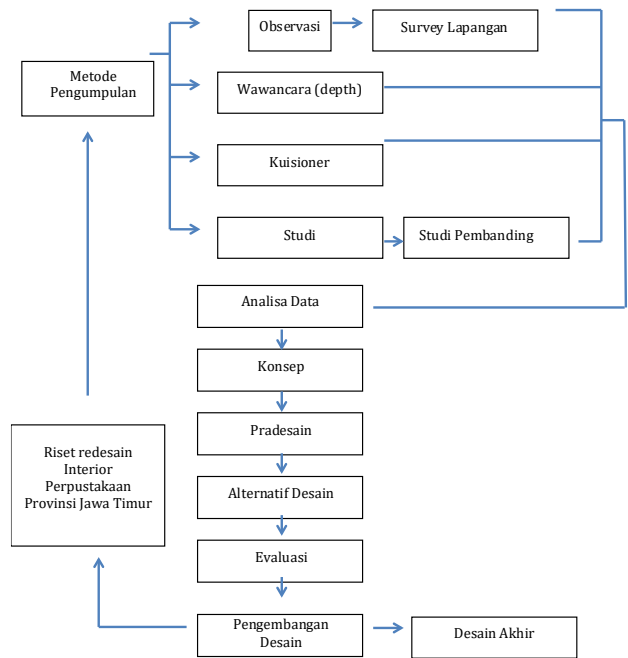 Observasi
Survey Lapangan
Metode
Pengumpulan
Wawancara (depth)
Kuisioner
Studi
Studi Pembanding
Analisa Data
Konsep
Pradesain
Riset redesain
Interior
Perpustakaan
Provinsi Jawa Timur
Alternatif Desain
Evaluasi
Pengembangan
Desain
Desain Akhir